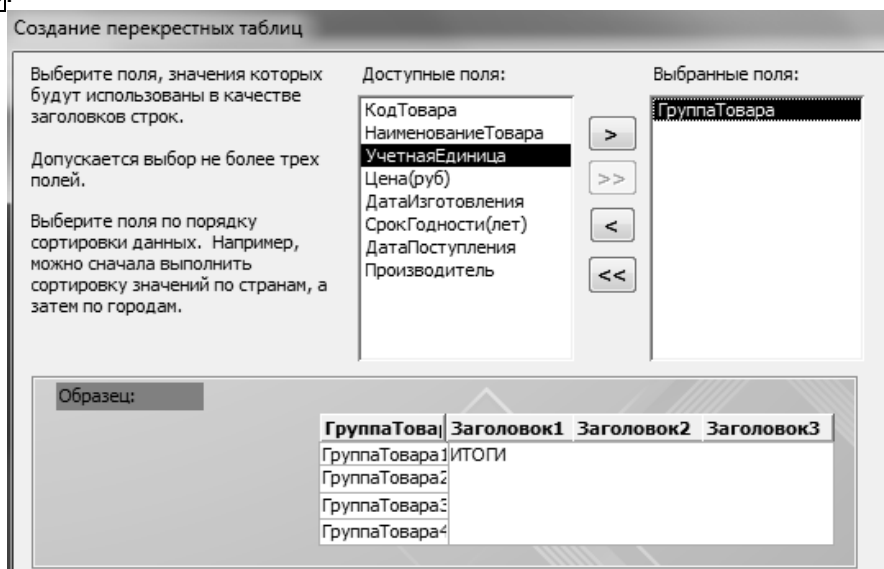 Создание перекрестных таблиц
Выберите поля, значения которых
будут использованы в качестве
заголовков строк.
Допускается выбор не более трех
полей.
Выберите поля по порядку
сортировки данных. Например,
можно сначала выполнить
сортировку значений по странам, а
затем по городам.
Доступные поля:
КодТовара
НаименованиеТовара
УчетнаяЕдиница
Цена(руб)
ДатаИзготовления
СрокГодности(лет)
ДатаПоступления
Производитель
>
>>
<
<<
Выбранные поля:
ГруппаТовара
Образец:
ГруппаТова Заголовок1 Заголовок2 Заголовок3
ГруппаТовара1 ИТОГИ
ГруппаТовара2
ГруппаТовара3
ГруппаТовара4